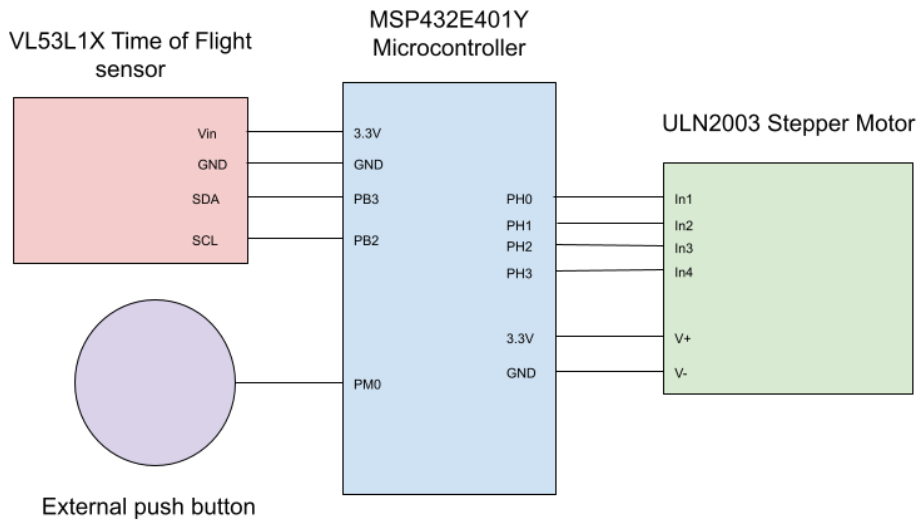 MSP432E401Y
Microcontroller
VL53L1X Time of Flight
sensor
ULN2003 Stepper Motor
Vin
GND
SDA
SCL
3.3V
GND
PB3
PB2
PM0
PH0
PH1
PH2
PH3
3.3V
GND
In1
In2
In3
In4
V+
V-
External push button